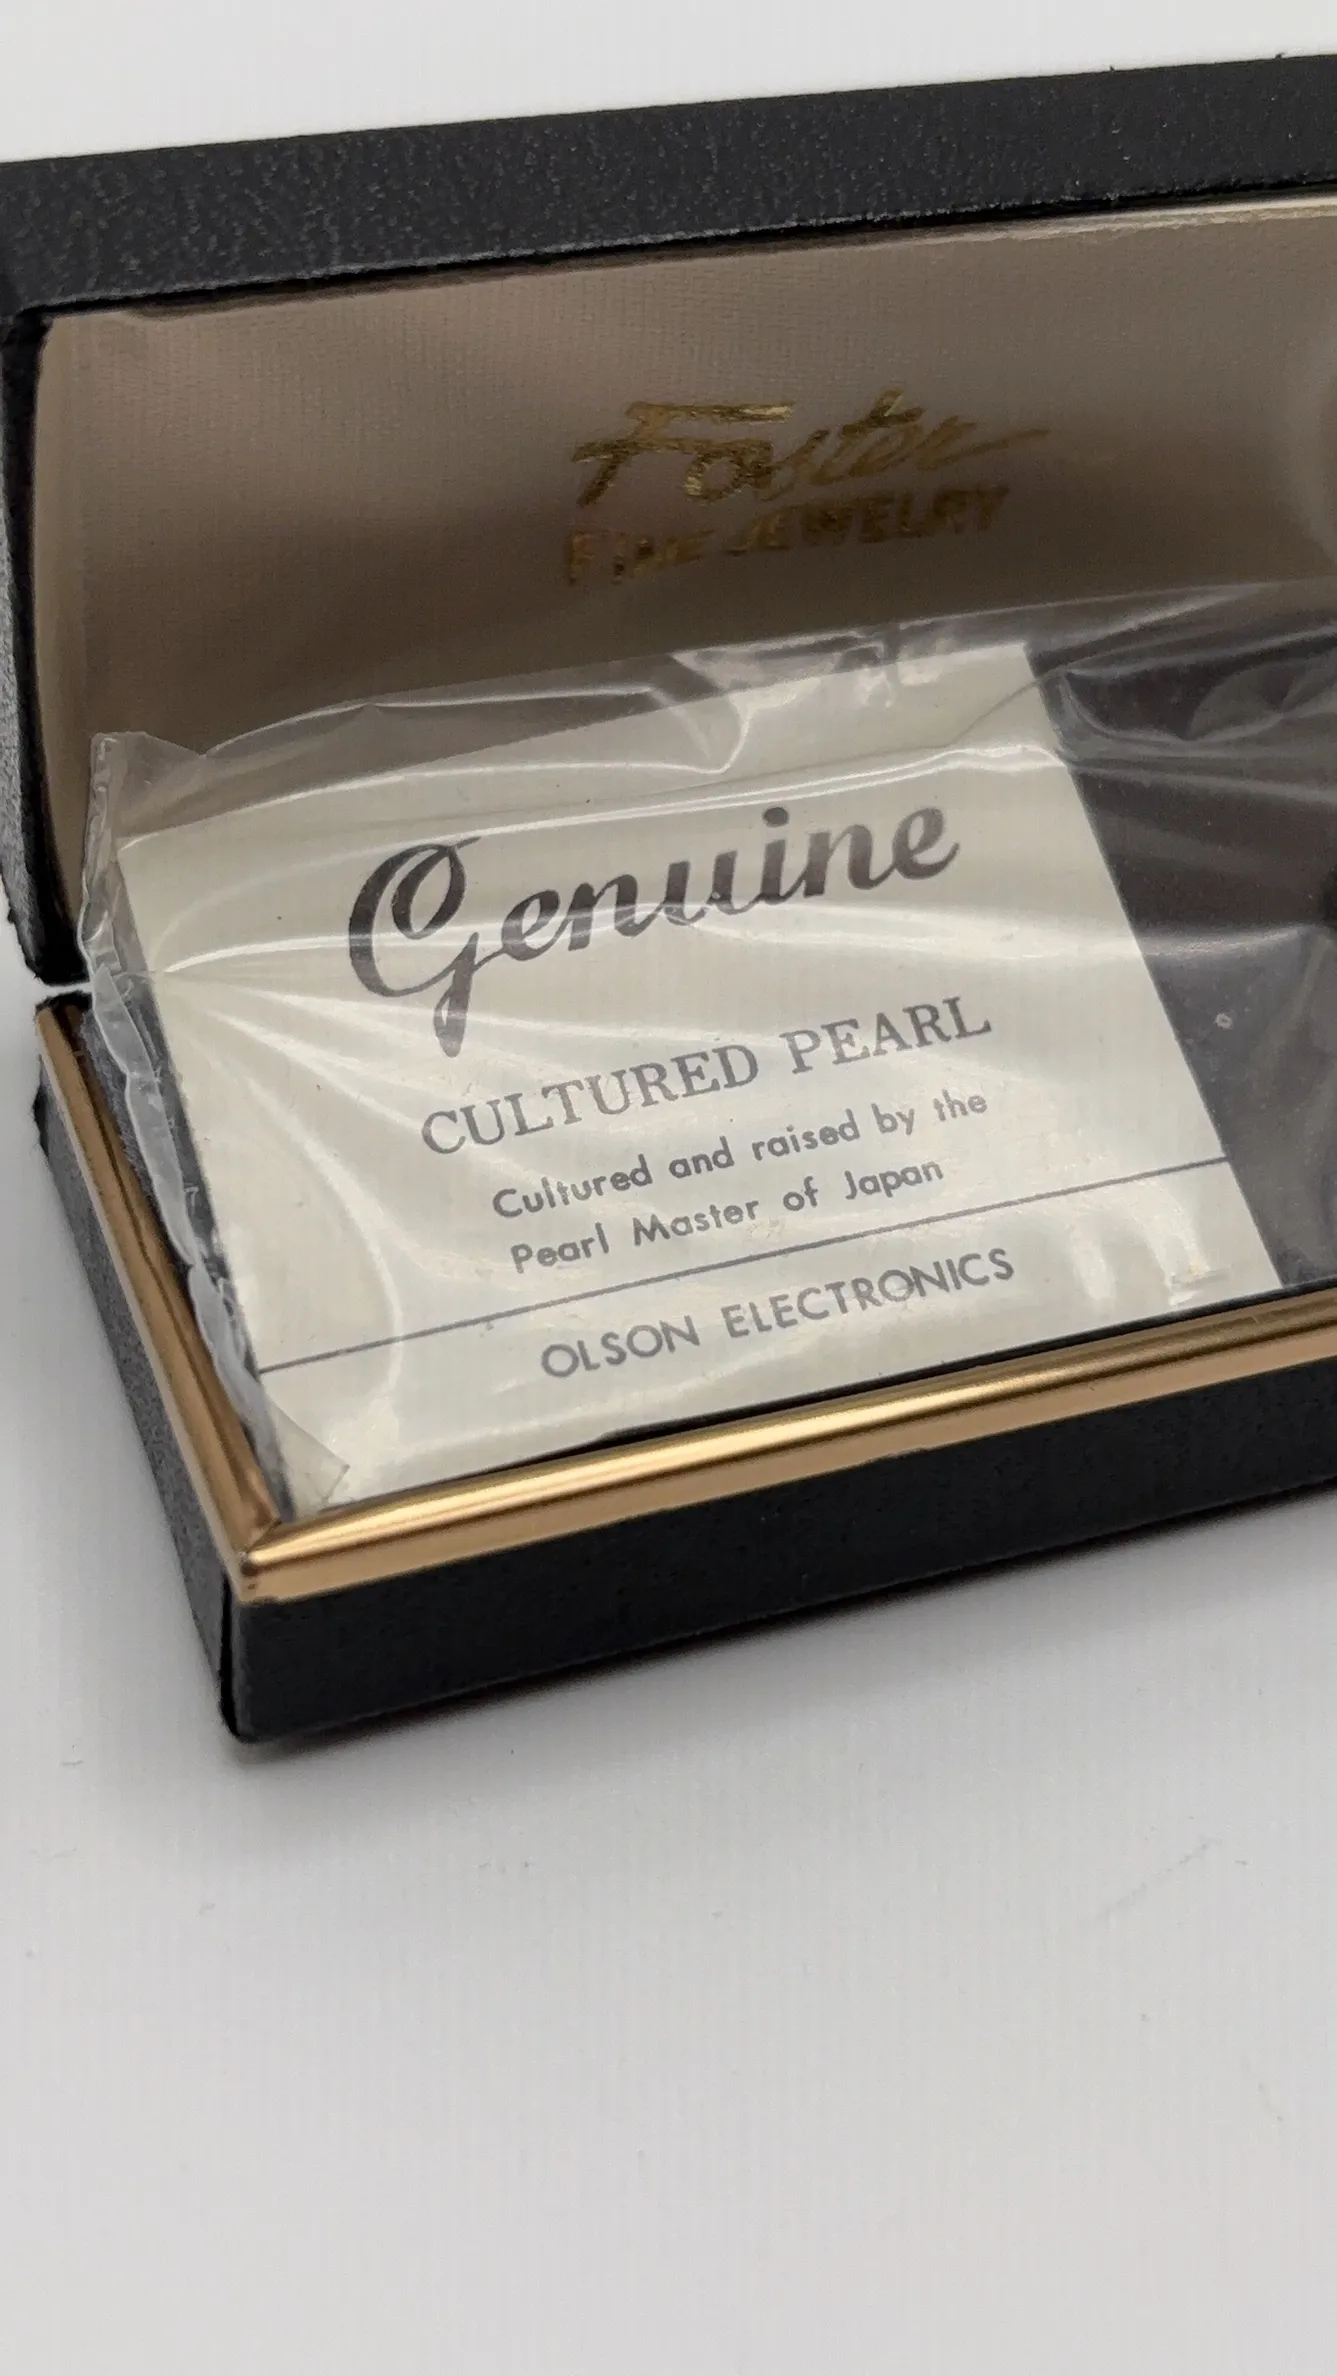 Foster
FINE JEWELRY
Genuine
CULTURED PEARL
Cultured and raised by the
Pearl Master of Japan
OLSON ELECTRONICS